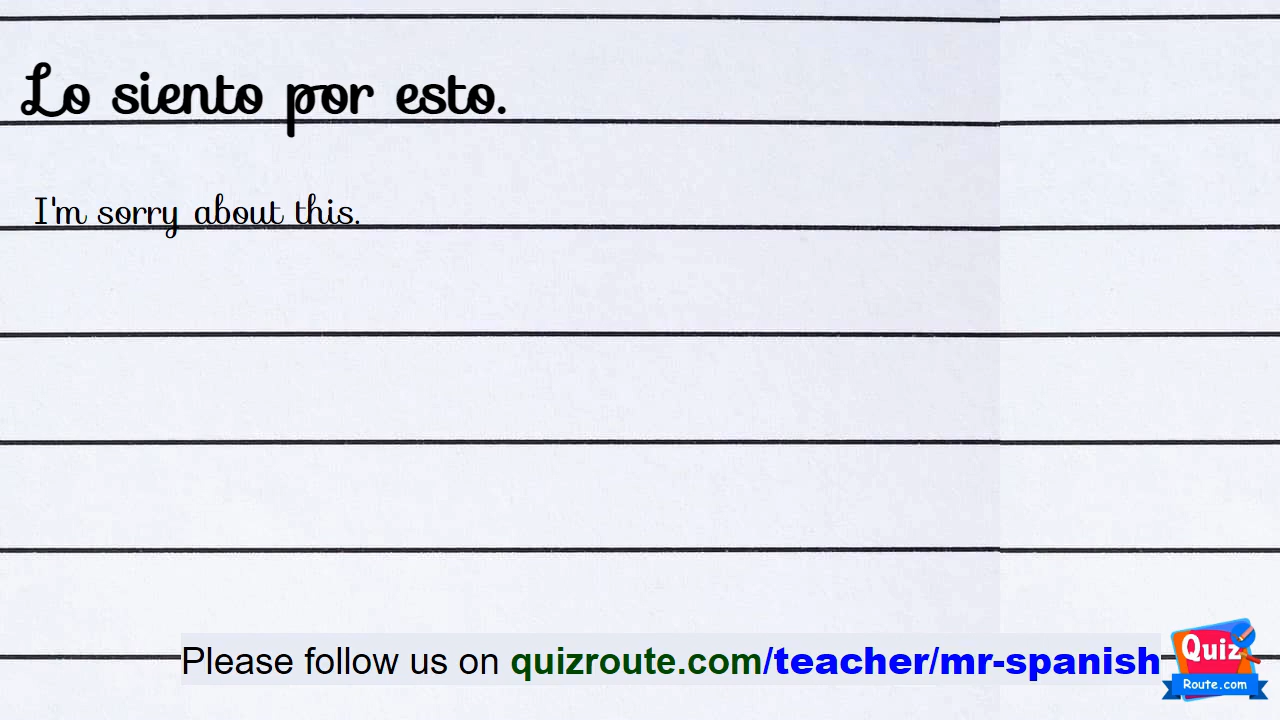 Lo siento por esto.
I'm sorry about this.
Please follow us on quizroute.com/teacher/mr-spanish
Quiz
Route.com